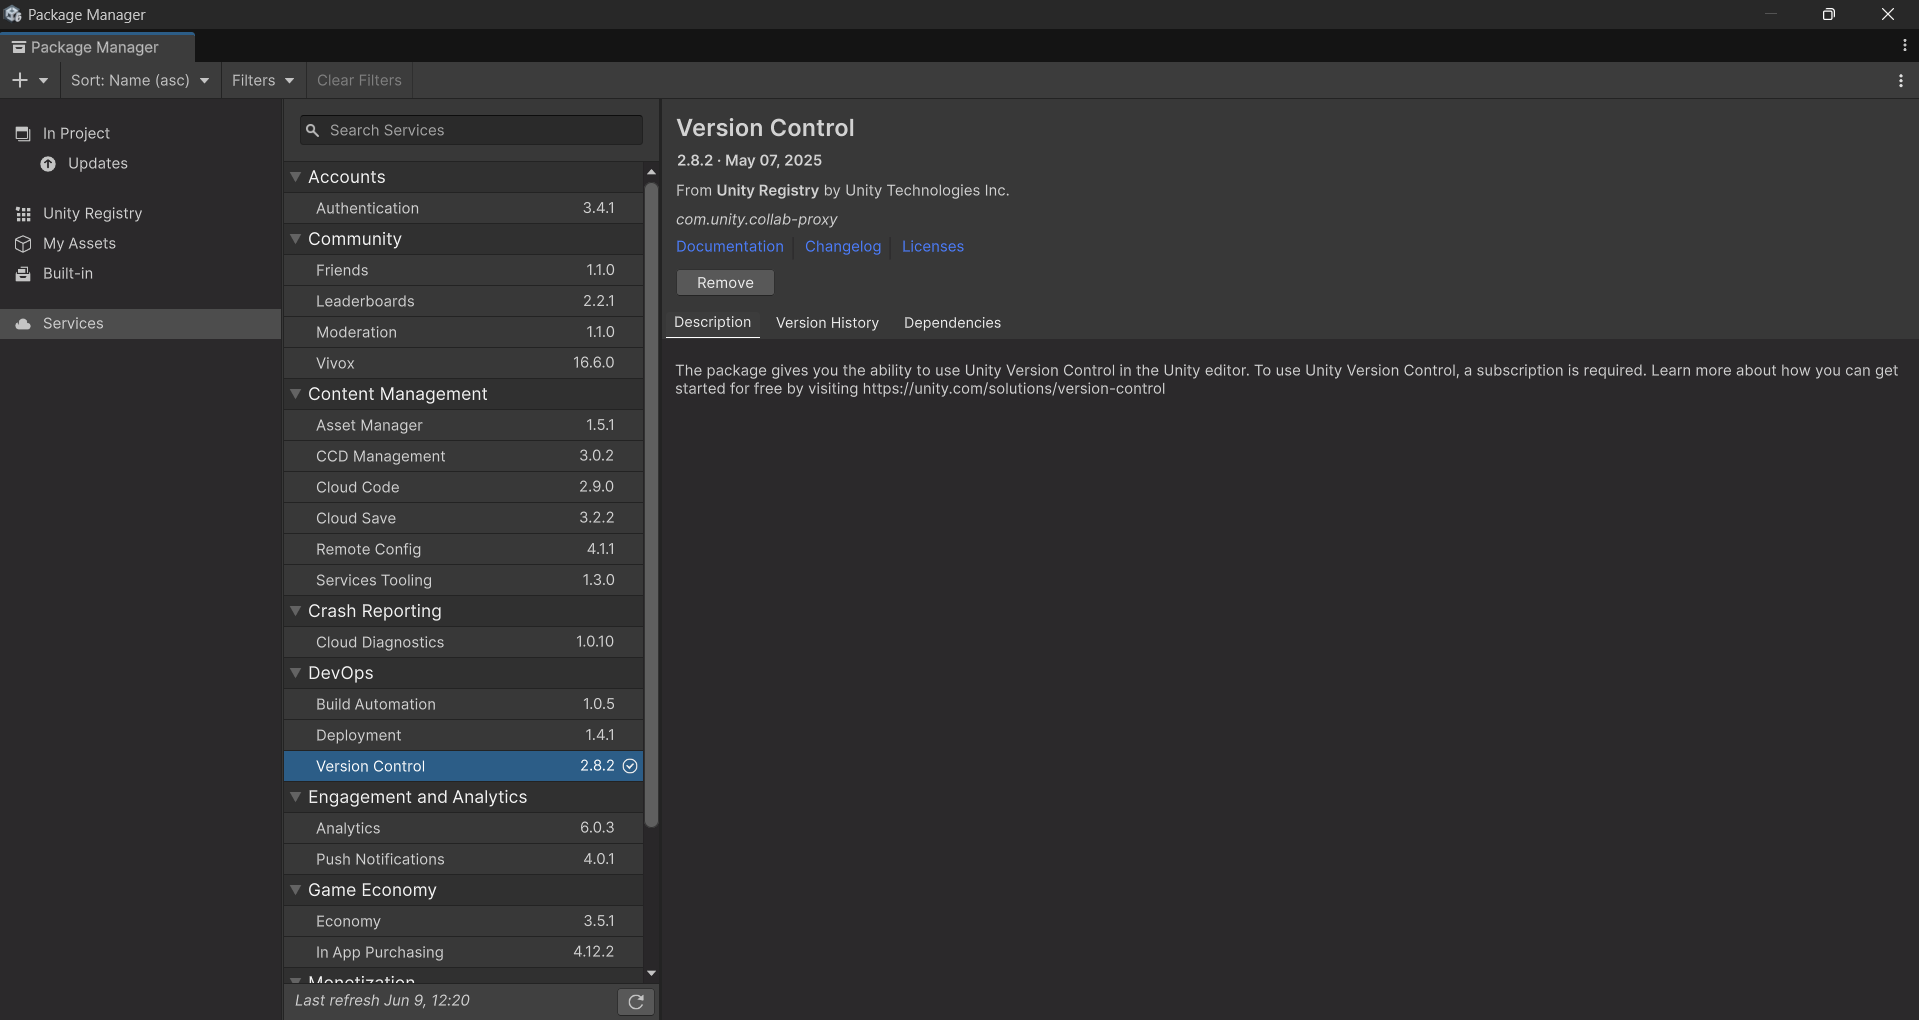 Package Manager
Package Manager
Sort: Name (asc)
Filters
Clear Filters
In Project
Updates
Unity Registry
My Assets
Built-in
Services
Search Services
Accounts
Authentication 3.4.1
Community
Friends 1.1.0
Leaderboards 2.2.1
Moderation 1.1.0
Vivox 16.6.0
Content Management
Asset Manager 1.5.1
CCD Management 3.0.2
Cloud Code 2.9.0
Cloud Save 3.2.2
Remote Config 4.1.1
Services Tooling 1.3.0
Crash Reporting
Cloud Diagnostics 1.0.10
DevOps
Build Automation 1.0.5
Deployment 1.4.1
Version Control 2.8.2
Engagement and Analytics
Analytics 6.0.3
Push Notifications 4.0.1
Game Economy
Economy 3.5.1
In App Purchasing 4.12.2
Monetization
Last refresh Jun 9, 12:20
Version Control
2.8.2 · May 07, 2025
From Unity Registry by Unity Technologies Inc.
com.unity.collab-proxy
Documentation Changelog Licenses
Remove
Description Version History Dependencies
The package gives you the ability to use Unity Version Control in the Unity editor. To use Unity Version Control, a subscription is required. Learn more about how you can get
started for free by visiting https://unity.com/solutions/version-control